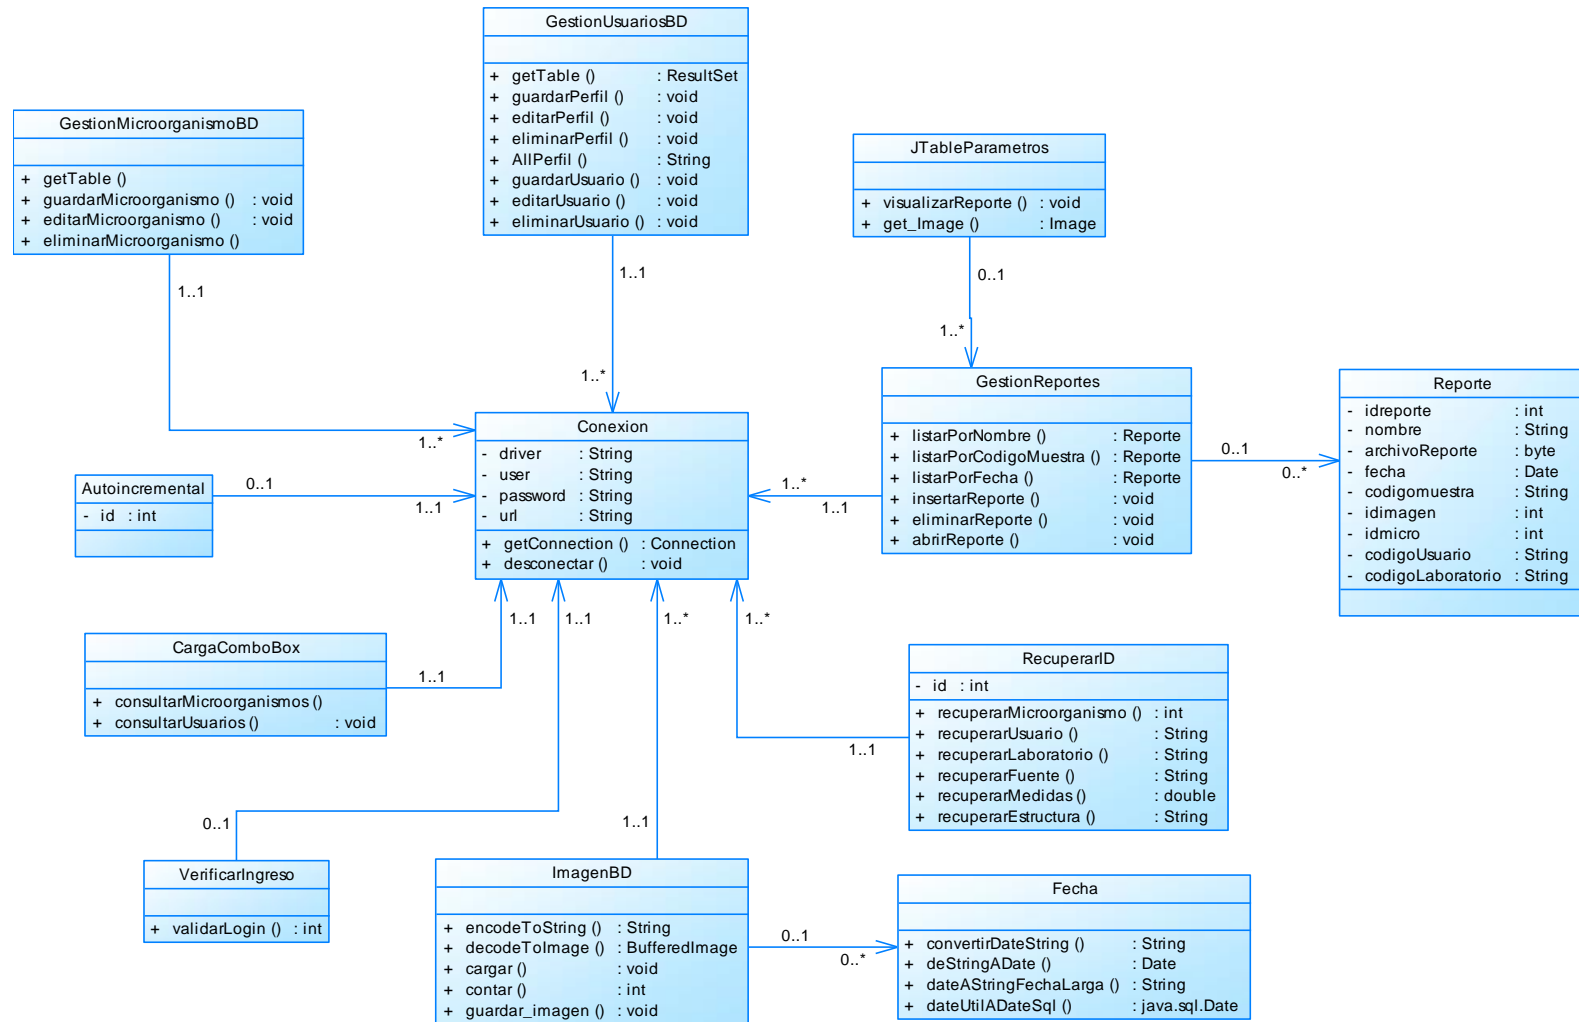 GestionUsuariosBD
+ getTable () : ResultSet
+ guardarPerfil () : void
+ editarPerfil () : void
+ eliminarPerfil () : void
+ AllPerfil () : String
+ guardarUsuario () : void
+ editarUsuario () : void
+ eliminarUsuario () : void
GestionMicroorganismoBD
+ getTable ()
+ guardarMicroorganismo () : void
+ editarMicroorganismo () : void
+ eliminarMicroorganismo ()
JTableParametros
+ visualizarReporte () : void
+ get_Image () : Image
1..1
1..*
1..1
1..*
0..1
1..*
GestionReportes
+ listarPorNombre () : Reporte
+ listarPorCodigoMuestra () : Reporte
+ listarPorFecha () : Reporte
+ insertarReporte () : void
+ eliminarReporte () : void
+ abrirReporte () : void
0..1
0..*
Reporte
- idreporte : int
- nombre : String
- archivoReporte : byte
- fecha : Date
- codigomuestra : String
- idimagen : int
- idmicro : int
- codigoUsuario : String
- codigoLaboratorio : String
Conexion
- driver : String
- user : String
- password : String
- url : String
+ getConnection () : Connection
+ desconectar () : void
1..*
1..1
Autoincremental
- id : int
0..1
1..1
CargaComboBox
+ consultarMicroorganismos ()
+ consultarUsuarios () : void
1..1
1..1
1..1
1..*
1..*
RecuperarID
- id : int
+ recuperarMicroorganismo () : int
+ recuperarUsuario () : String
+ recuperarLaboratorio () : String
+ recuperarFuente () : String
+ recuperarMedidas () : double
+ recuperarEstructura () : String
1..1
0..1
1..1
VerificarIngreso
+ validarLogin () : int
ImagenBD
+ encodeToString () : String
+ decodeToImage () : BufferedImage
+ cargar () : void
+ contar () : int
+ guardar_imagen () : void
0..1
0..*
Fecha
+ convertirDateString () : String
+ deStringADate () : Date
+ dateAStringFechaLarga () : String
+ dateUtilADateSql () : java.sql.Date